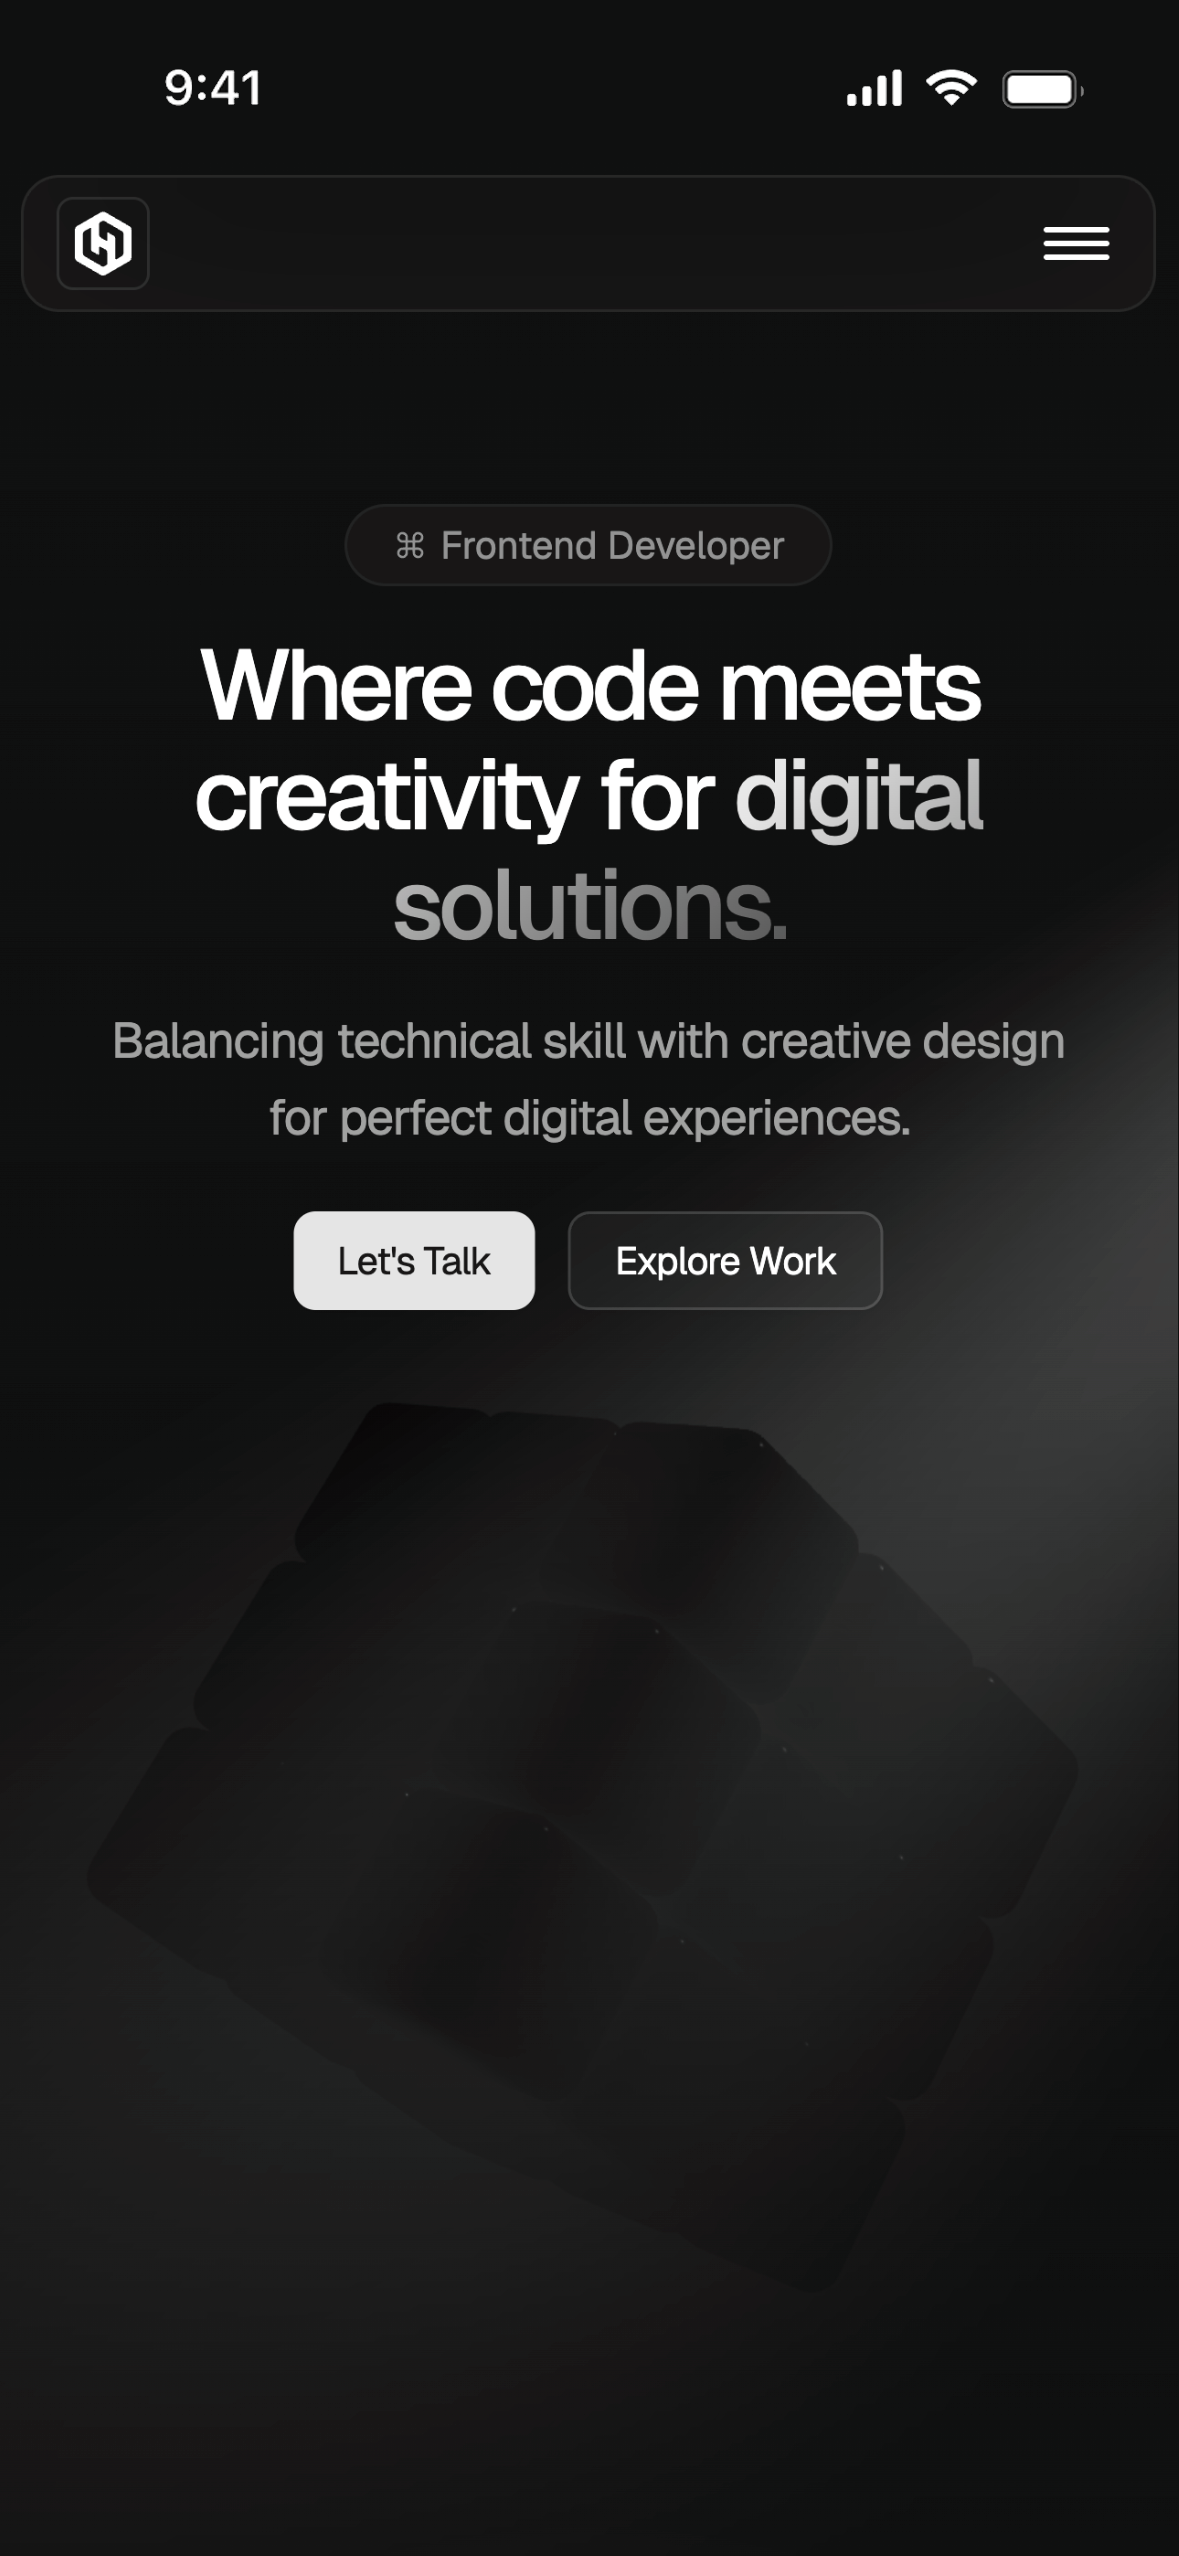 9:41
⌘ Frontend Developer
Where code meets
creativity for digital
solutions.
Balancing technical skill with creative design
for perfect digital experiences.
Let's Talk
Explore Work